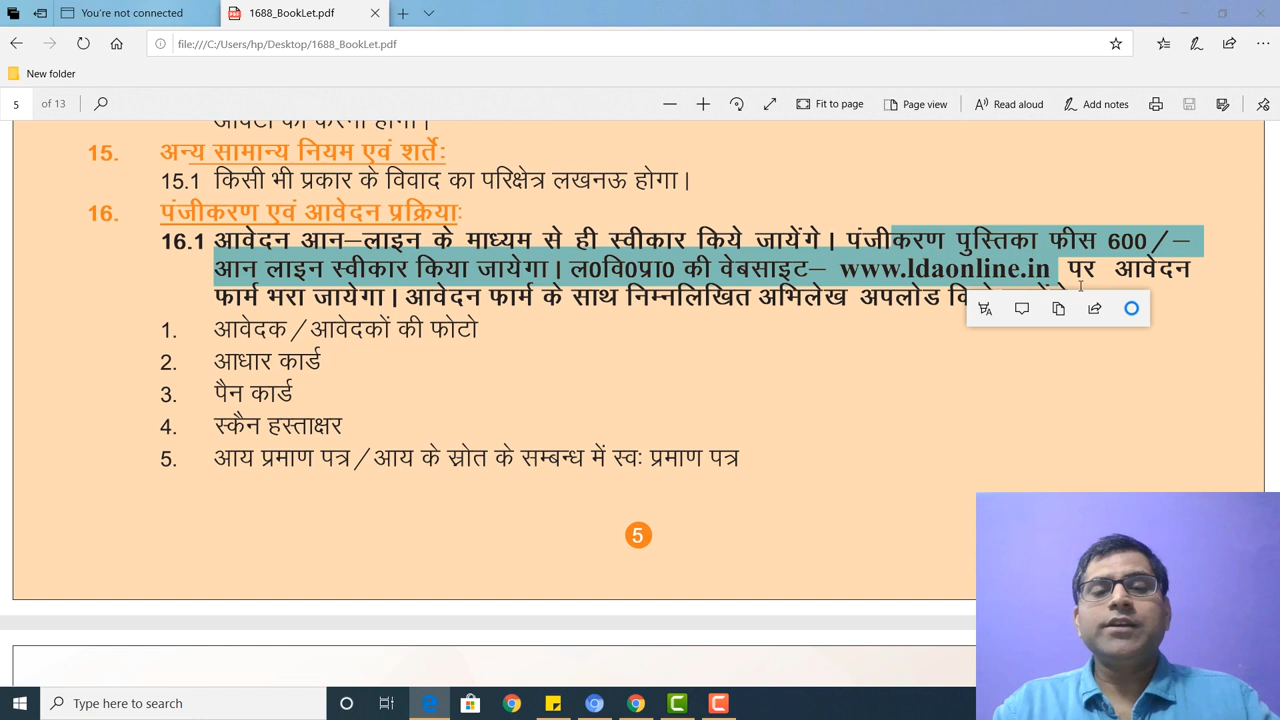 You're not connected
1688_BookLet.pdf
file:///C:/Users/hp/Desktop/1688_BookLet.pdf
New folder
5 of 13
Fit to page
Page view
Read aloud
Add notes
15. अन्य सामान्य नियम एवं शर्तेः
15.1 किसी भी प्रकार के विवाद का परिक्षेत्र लखनऊ होगा।
16. पंजीकरण एवं आवेदन प्रक्रियाः
16.1 आवेदन आन–लाइन के माध्यम से ही स्वीकार किये जायेंगे। पंजीकरण पुस्तिका फीस 600/–
आन लाइन स्वीकार किया जायेगा। ल0वि0प्रा0 की वेबसाइट– www.ldaonline.in पर आवेदन
फार्म भरा जायेगा। आवेदन फार्म के साथ निम्नलिखित अभिलेख अपलोड
1. आवेदक/आवेदकों की फोटो
2. आधार कार्ड
3. पैन कार्ड
4. स्कैन हस्ताक्षर
5. आय प्रमाण पत्र/आय के स्रोत के सम्बन्ध में स्वः प्रमाण पत्र
5
Type here to search